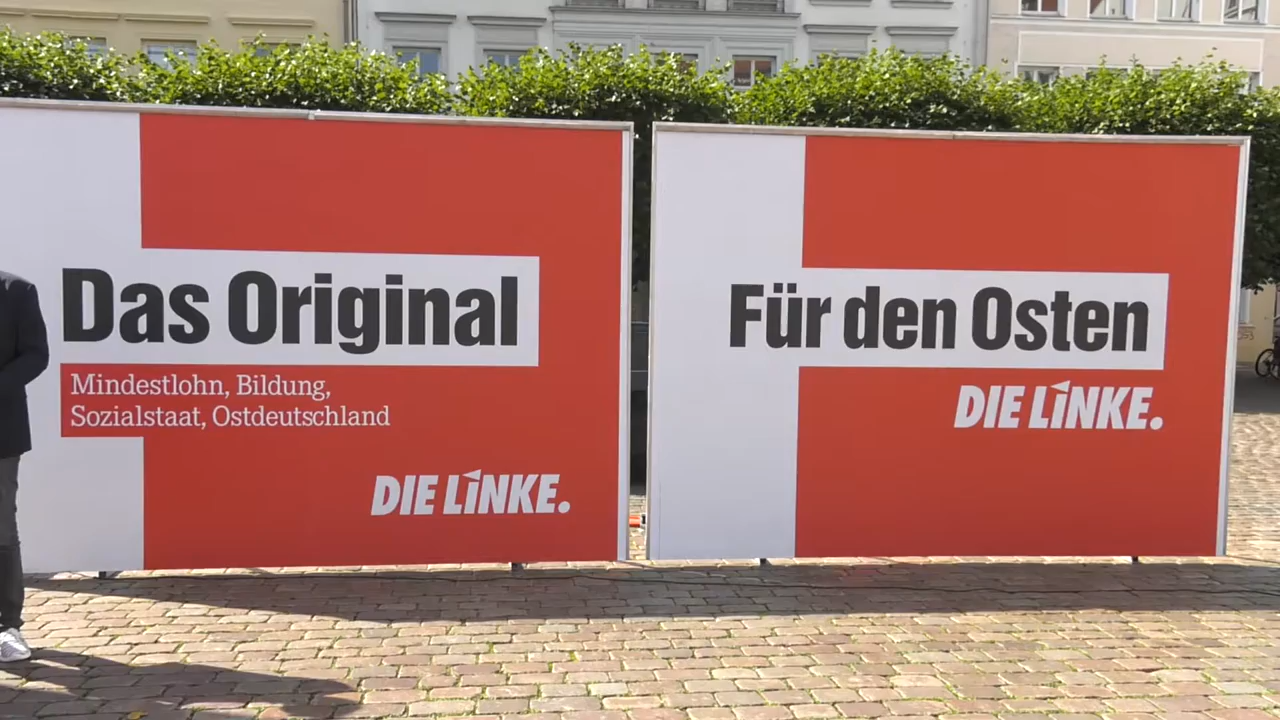 Das Original
Mindestlohn, Bildung,
Sozialstaat, Ostdeutschland
DIE LINKE.
Für den Osten
DIE LINKE.